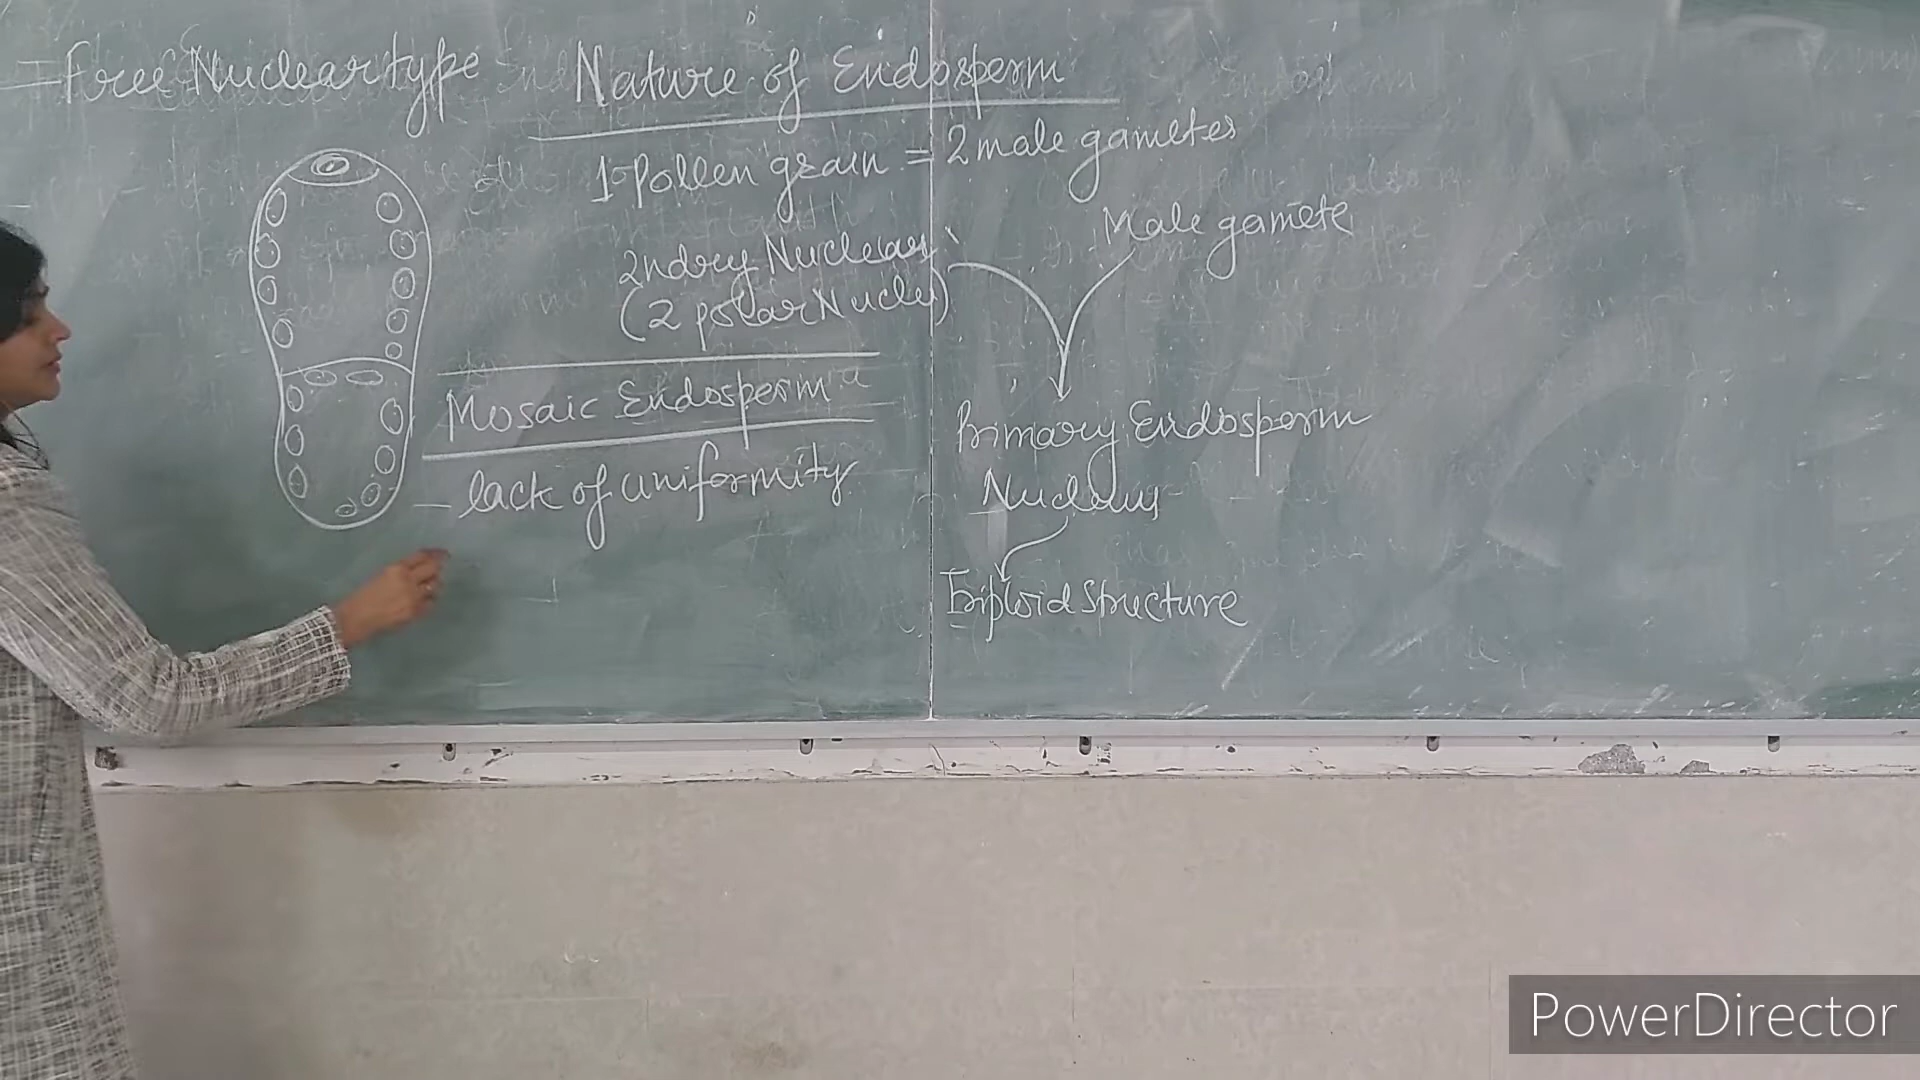 - Free Nuclear type
Nature of Endosperm
1 Pollen grain = 2 male gametes
Male gamete
2ndry Nucleus
(2 polar Nuclei)
Mosaic Endosperm
- lack of uniformity
Primary Endosperm
Nucleus
Triploid Structure
PowerDirector